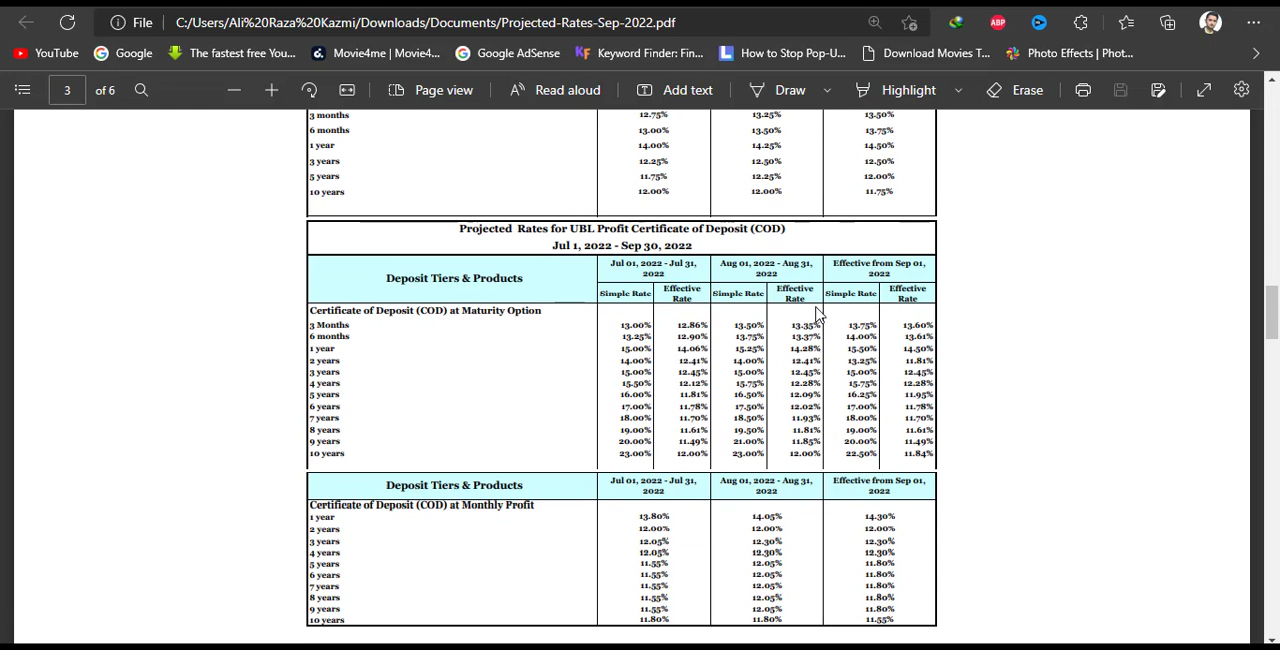 File C:/Users/Ali%20Raza%20Kazmi/Downloads/Documents/Projected-Rates-Sep-2022.pdf ABP
YouTube Google The fastest free You... Movie4me | Movie4... Google AdSense KF Keyword Finder: Fin... How to Stop Pop-U... Download Movies T... Photo Effects | Phot...
3 of 6 Page view Read aloud Add text Draw Highlight Erase
3 months 12.75% 13.25% 13.50%
6 months 13.00% 13.50% 13.75%
1 year 14.00% 14.25% 14.50%
3 years 12.25% 12.50% 12.50%
5 years 11.75% 12.25% 12.00%
10 years 12.00% 12.00% 11.75%
Projected Rates for UBL Profit Certificate of Deposit (COD)
Jul 1, 2022 - Sep 30, 2022
Deposit Tiers & Products
Jul 01, 2022 - Jul 31, 2022
Aug 01, 2022 - Aug 31, 2022
Effective from Sep 01, 2022
Simple Rate Effective Rate Simple Rate Effective Rate Simple Rate Effective Rate
Certificate of Deposit (COD) at Maturity Option
3 Months 13.00% 12.86% 13.50% 13.35% 13.75% 13.60%
6 months 13.25% 12.90% 13.75% 13.37% 14.00% 13.61%
1 year 15.00% 14.06% 15.25% 14.28% 15.50% 14.50%
2 years 14.00% 12.41% 14.00% 12.41% 13.25% 11.81%
3 years 15.00% 12.45% 15.00% 12.45% 15.00% 12.45%
4 years 15.50% 12.12% 15.75% 12.28% 15.75% 12.28%
5 years 16.00% 11.81% 16.50% 12.09% 16.25% 11.95%
6 years 17.00% 11.78% 17.50% 12.02% 17.00% 11.78%
7 years 18.00% 11.70% 18.50% 11.93% 18.00% 11.70%
8 years 19.00% 11.61% 19.50% 11.81% 19.00% 11.61%
9 years 20.00% 11.49% 21.00% 11.85% 20.00% 11.49%
10 years 23.00% 12.00% 23.00% 12.00% 22.50% 11.84%
Deposit Tiers & Products
Jul 01, 2022 - Jul 31, 2022
Aug 01, 2022 - Aug 31, 2022
Effective from Sep 01, 2022
Certificate of Deposit (COD) at Monthly Profit
1 year 13.80% 14.05% 14.30%
2 years 12.00% 12.00% 12.00%
3 years 12.05% 12.30% 12.30%
4 years 12.05% 12.30% 12.30%
5 years 11.55% 12.05% 11.80%
6 years 11.55% 12.05% 11.80%
7 years 11.55% 12.05% 11.80%
8 years 11.55% 12.05% 11.80%
9 years 11.55% 12.05% 11.80%
10 years 11.80% 11.80% 11.55%